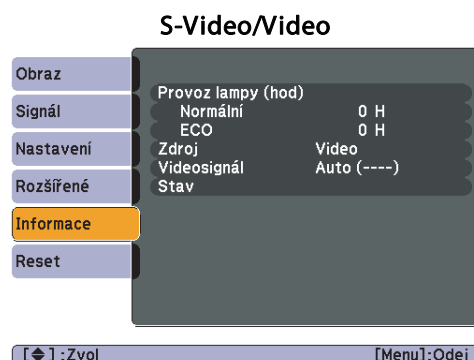 S-Video/Video
Obraz
Signál
Nastavení
Rozšířené
Informace
Reset
Provoz lampy (hod)
Normální 0 H
ECO 0 H
Zdroj Video
Videosignál Auto (----)
Stav
[◆] :Zvol [Menu]:Odej